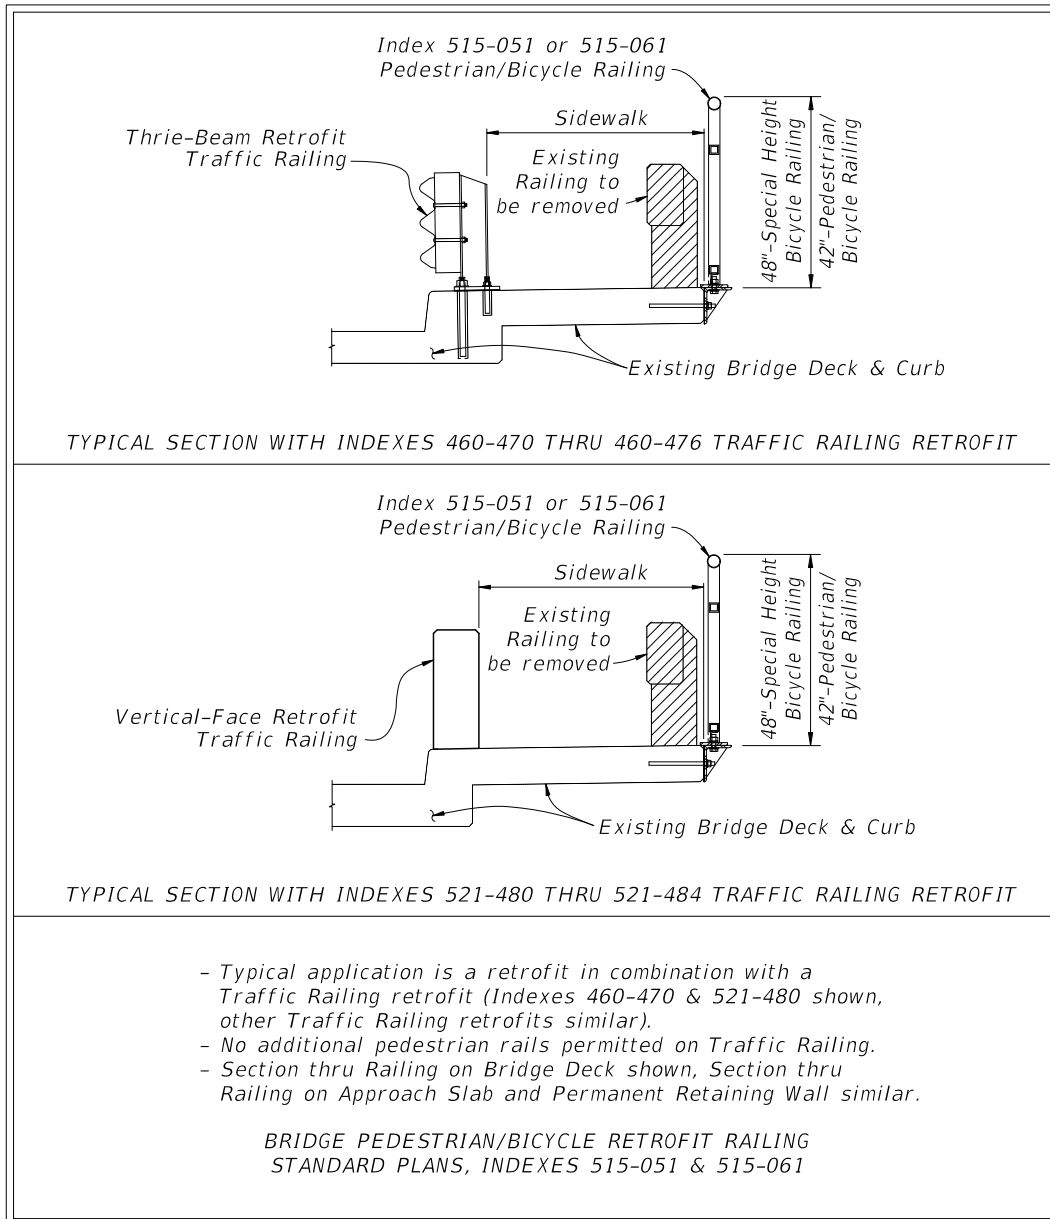 Index 515-051 or 515-061
Pedestrian/Bicycle Railing
Sidewalk
Thrie-Beam Retrofit
Traffic Railing
Existing
Railing to
be removed
48"-Special Height
Bicycle Railing
42"-Pedestrian/
Bicycle Railing
Existing Bridge Deck & Curb
TYPICAL SECTION WITH INDEXES 460-470 THRU 460-476 TRAFFIC RAILING RETROFIT
Index 515-051 or 515-061
Pedestrian/Bicycle Railing
Sidewalk
Existing
Railing to
be removed
48"-Special Height
Bicycle Railing
42"-Pedestrian/
Bicycle Railing
Vertical-Face Retrofit
Traffic Railing
Existing Bridge Deck & Curb
TYPICAL SECTION WITH INDEXES 521-480 THRU 521-484 TRAFFIC RAILING RETROFIT
- Typical application is a retrofit in combination with a
Traffic Railing retrofit (Indexes 460-470 & 521-480 shown,
other Traffic Railing retrofits similar).
- No additional pedestrian rails permitted on Traffic Railing.
- Section thru Railing on Bridge Deck shown, Section thru
Railing on Approach Slab and Permanent Retaining Wall similar.
BRIDGE PEDESTRIAN/BICYCLE RETROFIT RAILING
STANDARD PLANS, INDEXES 515-051 & 515-061